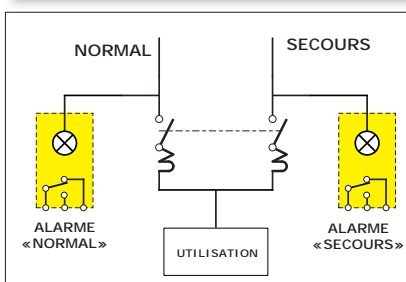 NORMAL
SECOURS
ALARME
«NORMAL»
UTILISATION
ALARME
«SECOURS»